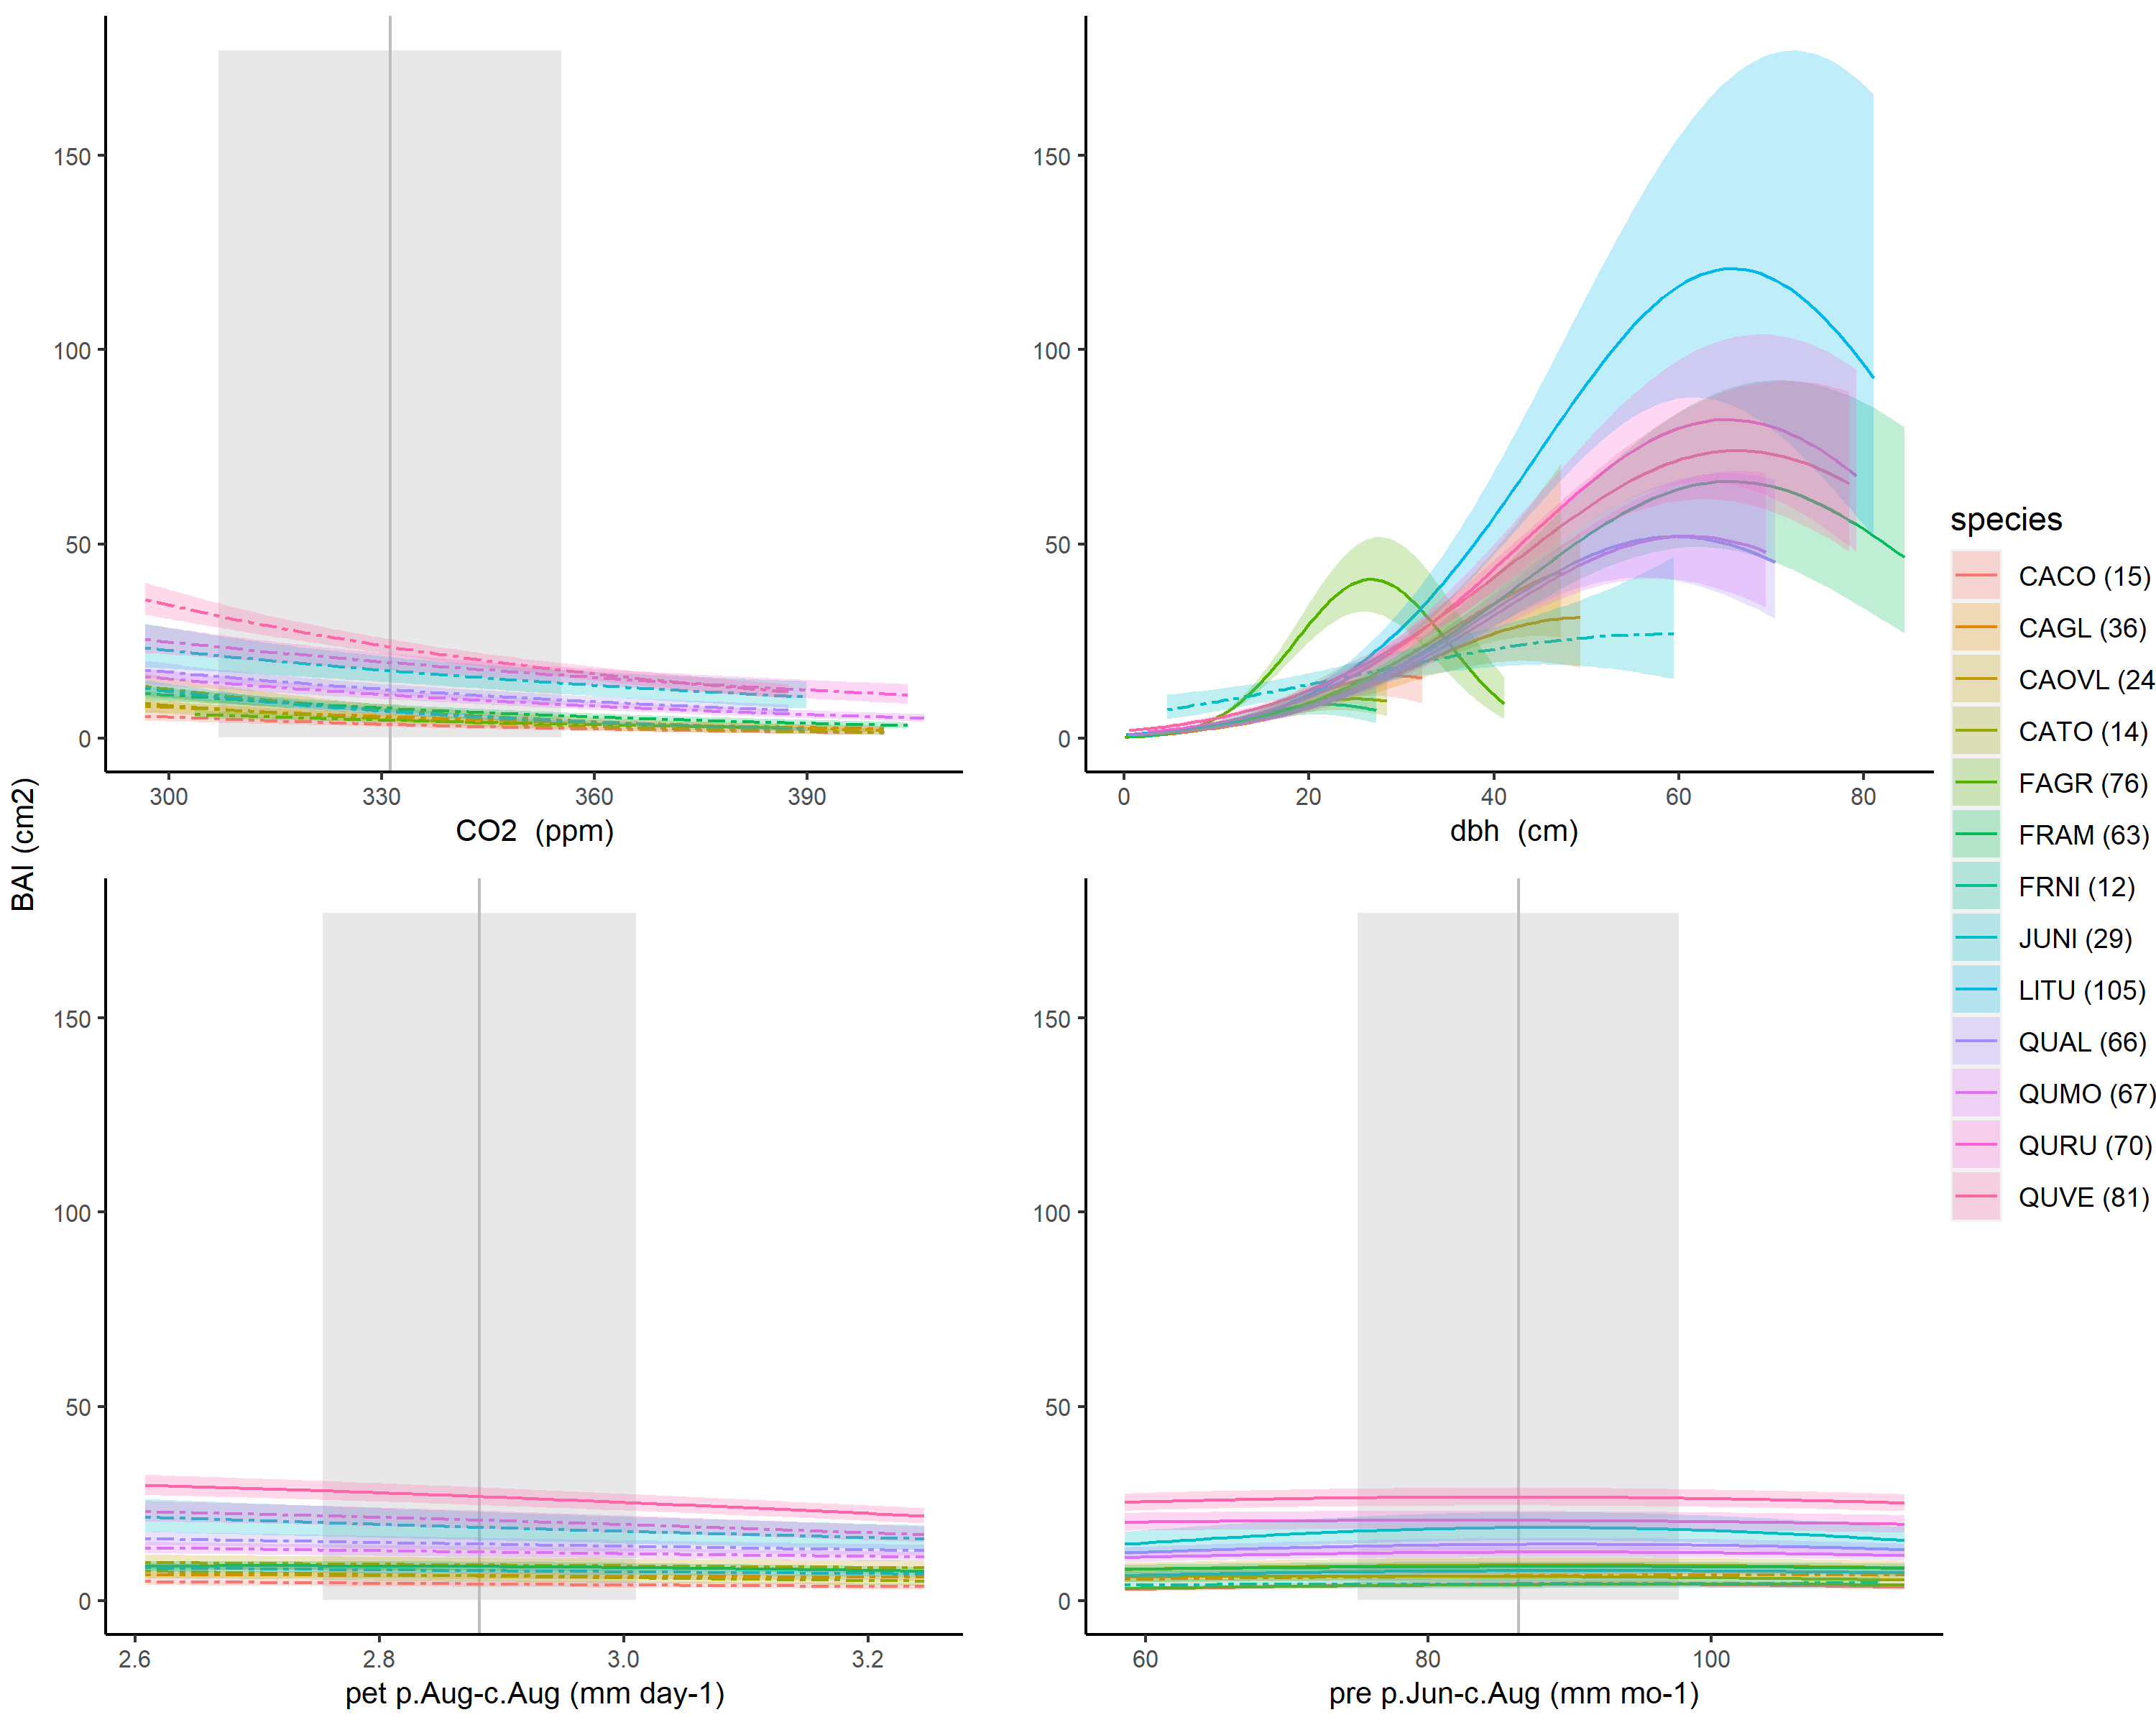 150
100
50
0
300 330 360 390
CO2 (ppm)
150
100
50
0
0 20 40 60 80
dbh (cm)
BAI (cm2)
150
100
50
0
2.6 2.8 3.0 3.2
pet p.Aug-c.Aug (mm day-1)
150
100
50
0
60 80 100
pre p.Jun-c.Aug (mm mo-1)
species
CACO (15)
CAGL (36)
CAOVL (24
CATO (14)
FAGR (76)
FRAM (63)
FRNI (12)
JUNI (29)
LITU (105)
QUAL (66)
QUMO (67)
QURU (70)
QUVE (81)